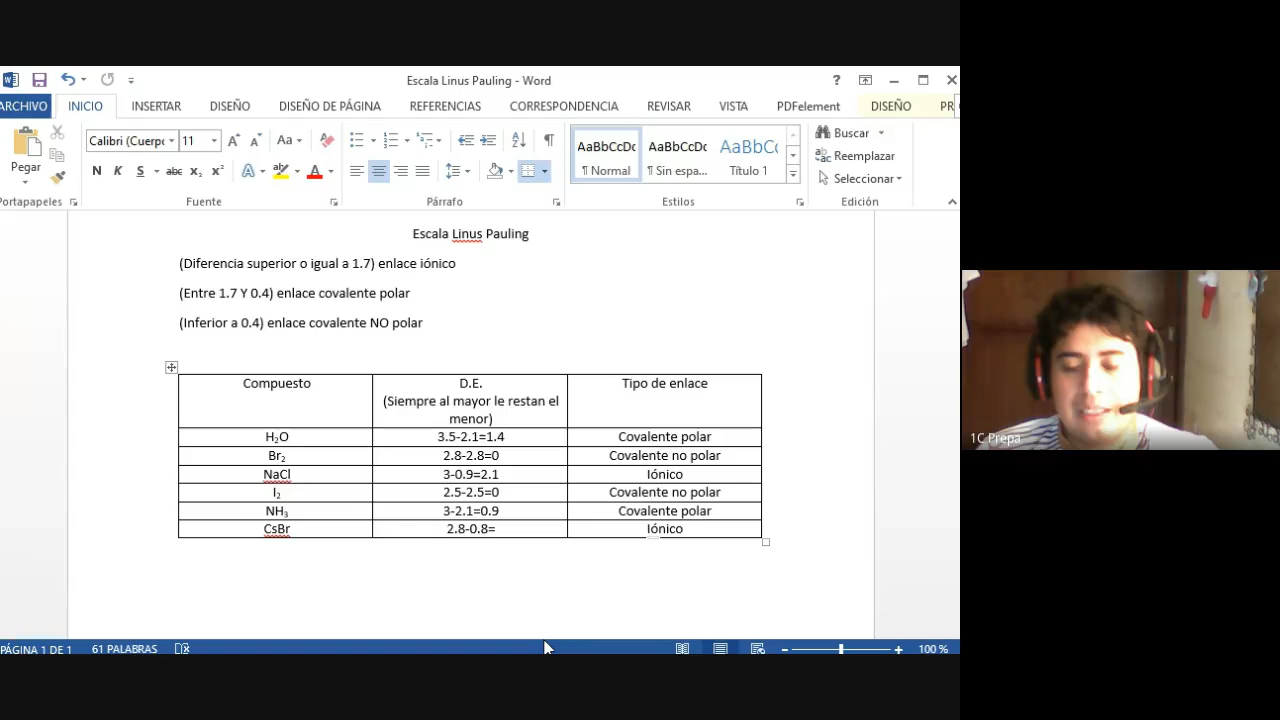 Escala Linus Pauling - Word
?
ARCHIVO INICIO INSERTAR DISEÑO DISEÑO DE PÁGINA REFERENCIAS CORRESPONDENCIA REVISAR VISTA PDFelement DISEÑO PR
Pegar
Calibri (Cuerpo 11
Aa
N K S abc x₂ x² A A
AaBbCcDc AaBbCcDc AaBbC
¶ Normal ¶ Sin espa... Título 1
Buscar
Reemplazar
Seleccionar
Portapapeles Fuente Párrafo Estilos Edición
Escala Linus Pauling
(Diferencia superior o igual a 1.7) enlace iónico
(Entre 1.7 Y 0.4) enlace covalente polar
(Inferior a 0.4) enlace covalente NO polar
Compuesto D.E. Tipo de enlace
(Siempre al mayor le restan el
menor)
H₂O 3.5-2.1=1.4 Covalente polar
Br₂ 2.8-2.8=0 Covalente no polar
NaCl 3-0.9=2.1 Iónico
I₂ 2.5-2.5=0 Covalente no polar
NH₃ 3-2.1=0.9 Covalente polar
CsBr 2.8-0.8= Iónico
1C Prepa
PÁGINA 1 DE 1 61 PALABRAS 100 %